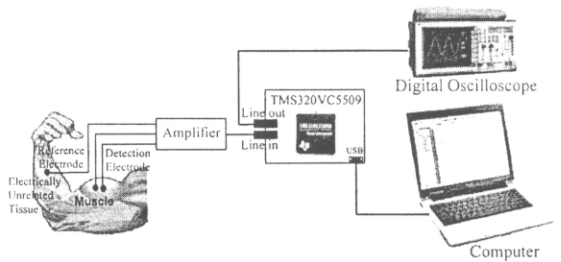 Digital Oscilloscope
TMS320VC5509
Line out
Line in
USB
Amplifier
Reference
Electrode
Detection
Electrode
Electrically
Unrelated
Tissue
Muscle
Computer